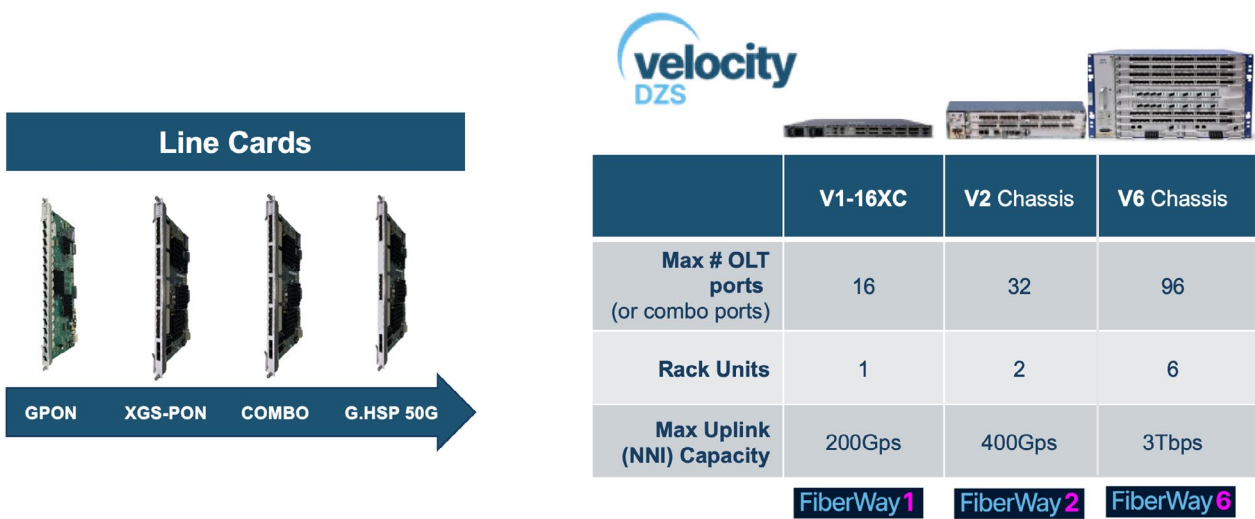 velocity
DZS
Line Cards
GPON XGS-PON COMBO G.HSP 50G
V1-16XC V2 Chassis V6 Chassis
Max # OLT
ports
(or combo ports) 16 32 96
Rack Units 1 2 6
Max Uplink
(NNI) Capacity 200Gps 400Gps 3Tbps
FiberWay1 FiberWay2 FiberWay6